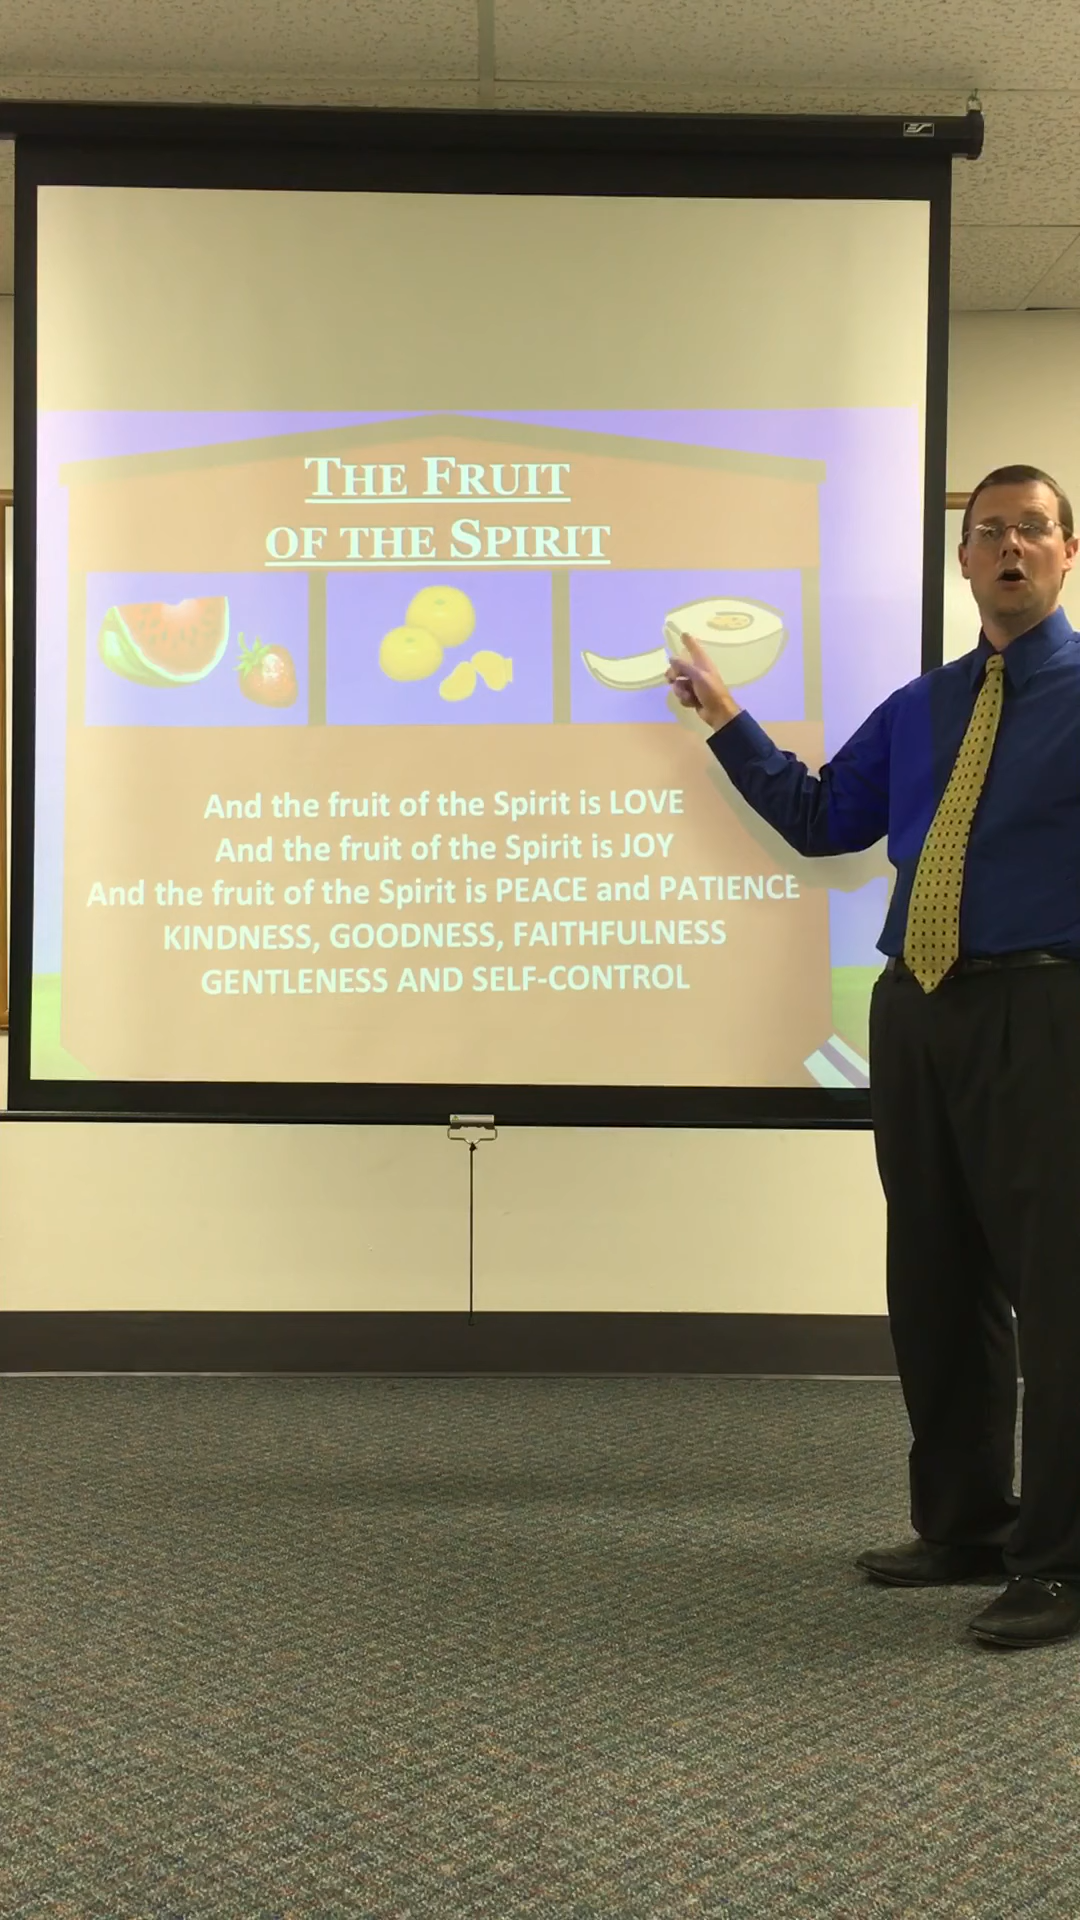 THE FRUIT
OF THE SPIRIT
And the fruit of the Spirit is LOVE
And the fruit of the Spirit is JOY
And the fruit of the Spirit is PEACE and PATIENCE
KINDNESS, GOODNESS, FAITHFULNESS
GENTLENESS AND SELF-CONTROL